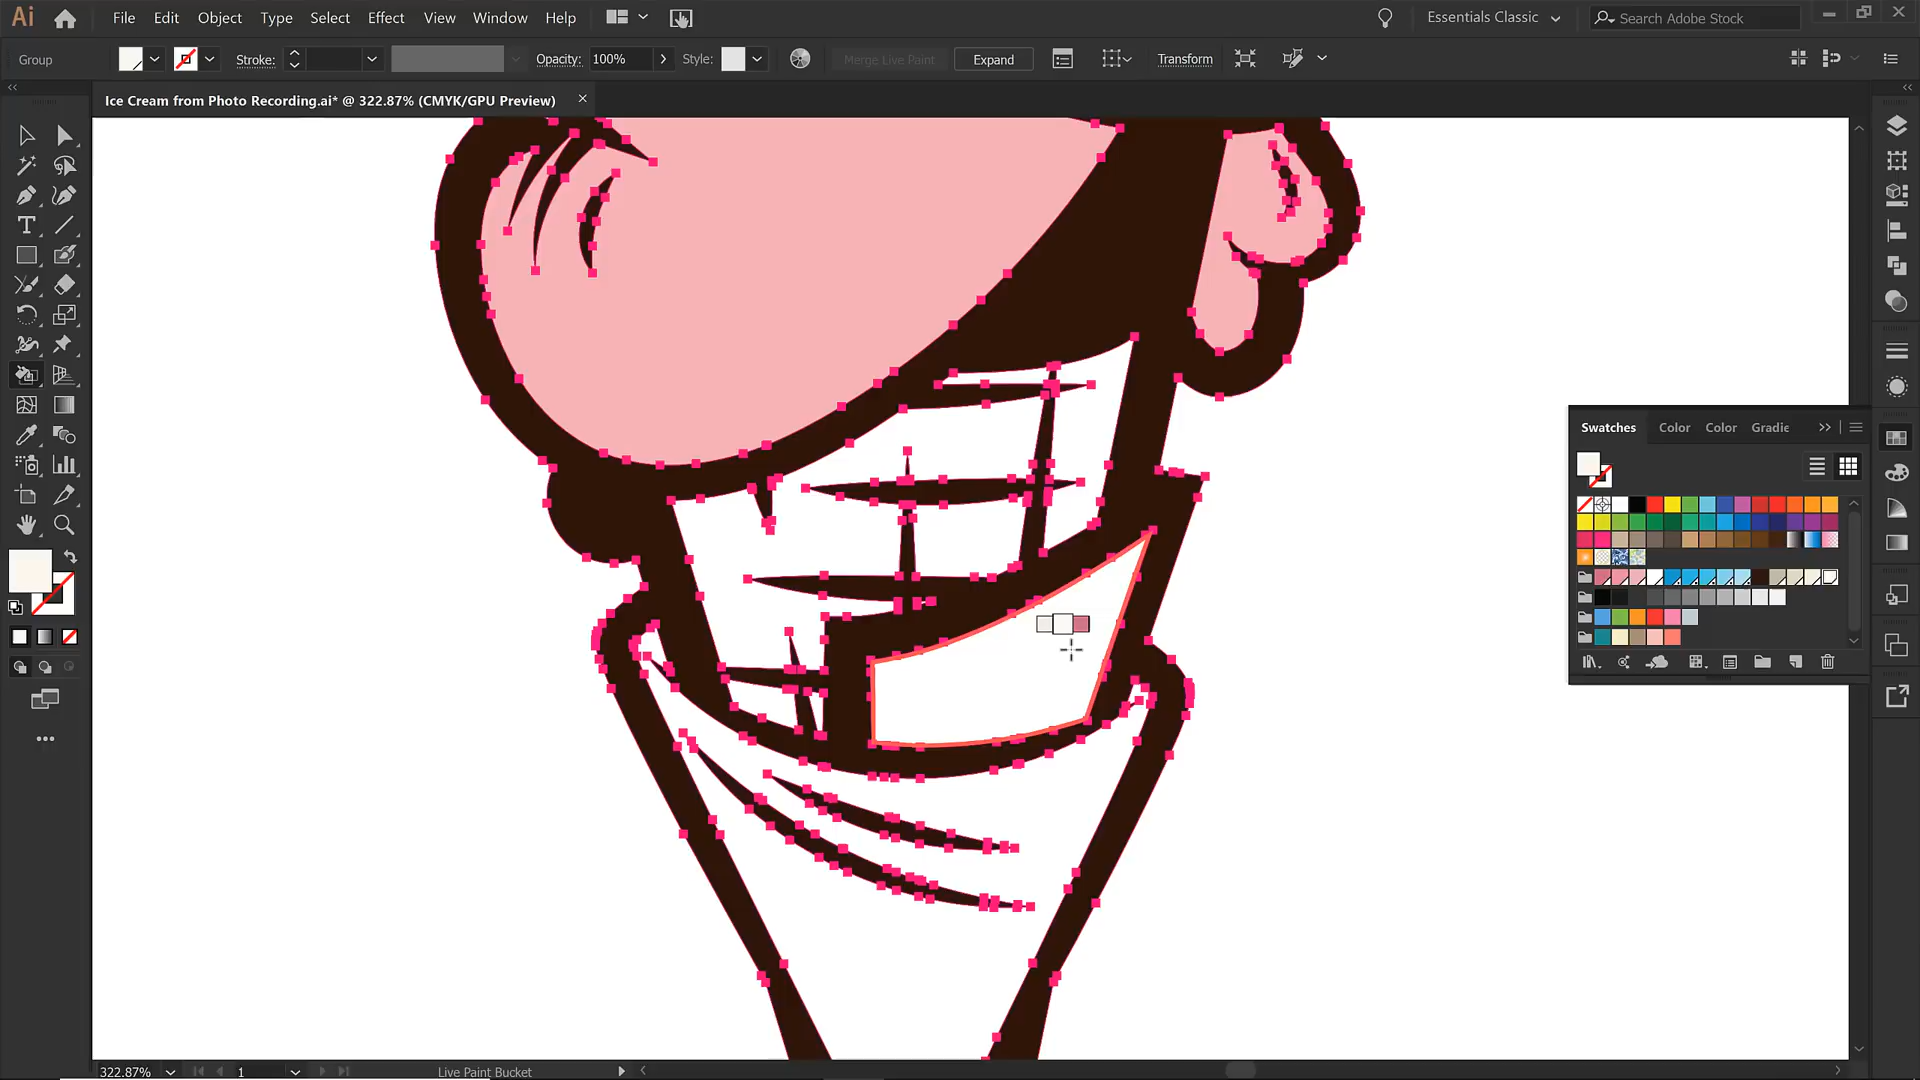 Ai File Edit Object Type Select Effect View Window Help Essentials Classic Search Adobe Stock
Group Stroke: Opacity: 100% Style: Merge Live Paint Expand Transform
Ice Cream from Photo Recording.ai* @ 322.87% (CMYK/GPU Preview)
Swatches Color Color Gradie
322.87% 1 Live Paint Bucket